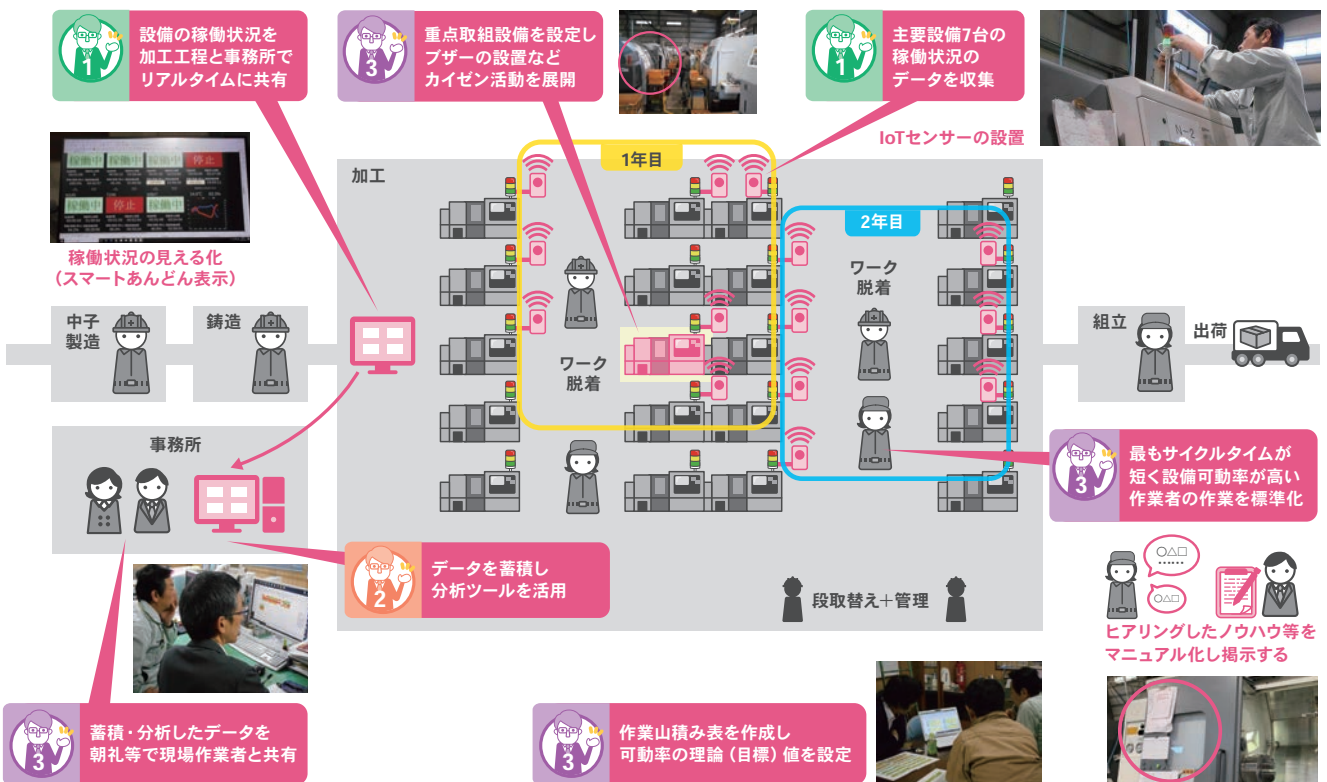 1
設備の稼働状況を
加工工程と事務所で
リアルタイムに共有
3
重点取組設備を設定し
ブザーの設置など
カイゼン活動を展開
1
主要設備7台の
稼働状況の
データを収集
N-2
IoTセンサーの設置
稼働中 稼働中 稼働中 停止
稼働中 停止 稼働中
稼働状況の見える化
（スマートあんどん表示）
加工
1年目
2年目
ワーク
脱着
ワーク
脱着
中子
製造
鋳造
組立
出荷
事務所
3
最もサイクルタイムが
短く設備可動率が高い
作業者の作業を標準化
2
データを蓄積し
分析ツールを活用
段取替え＋管理
○△□
……
○△□
ヒアリングしたノウハウ等を
マニュアル化し掲示する
3
蓄積・分析したデータを
朝礼等で現場作業者と共有
3
作業山積み表を作成し
可動率の理論（目標）値を設定